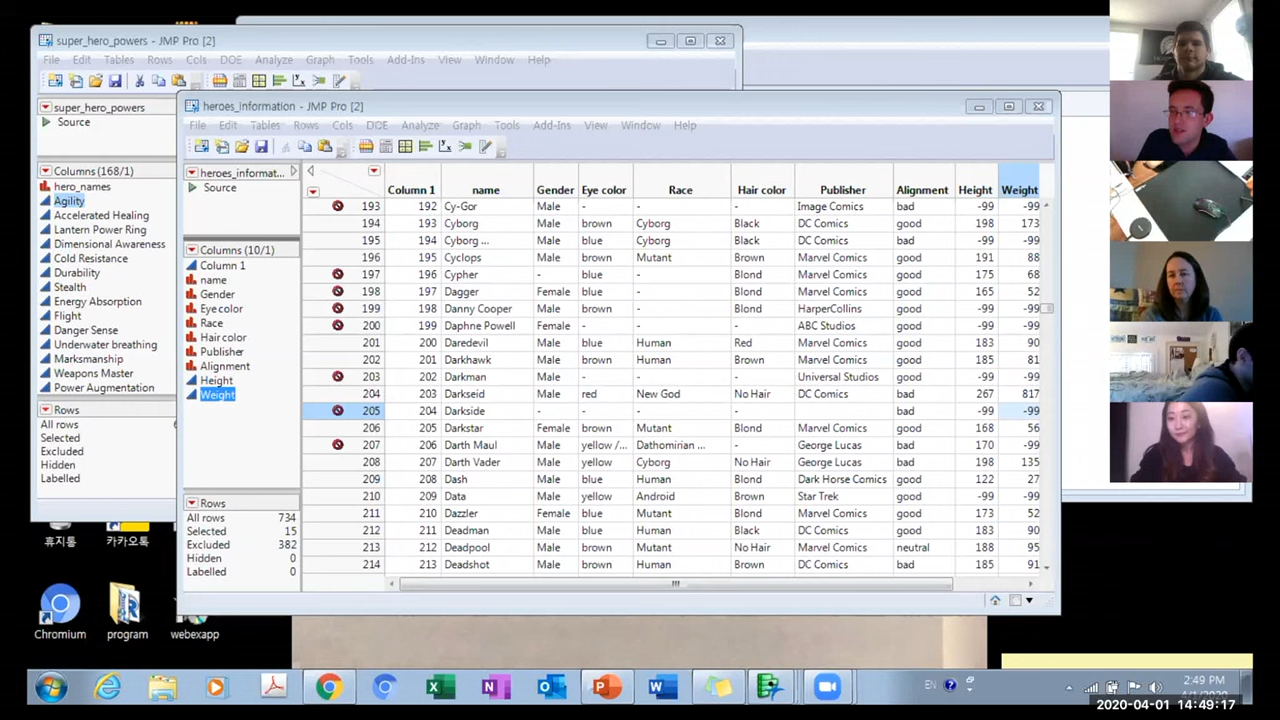 super_hero_powers - JMP Pro [2]
File Edit Tables Rows Cols DOE Analyze Graph Tools Add-Ins View Window Help
super_hero_powers
Source
Columns (168/1)
hero_names
Agility
Accelerated Healing
Lantern Power Ring
Dimensional Awareness
Cold Resistance
Durability
Stealth
Energy Absorption
Flight
Danger Sense
Underwater breathing
Marksmanship
Weapons Master
Power Augmentation
Rows
All rows
Selected
Excluded
Hidden
Labelled
heroes_information - JMP Pro [2]
File Edit Tables Rows Cols DOE Analyze Graph Tools Add-Ins View Window Help
heroes_informat...
Source
Columns (10/1)
Column 1
name
Gender
Eye color
Race
Hair color
Publisher
Alignment
Height
Weight
Rows
All rows 734
Selected 15
Excluded 382
Hidden 0
Labelled 0
Column 1 name Gender Eye color Race Hair color Publisher Alignment Height Weight
193 192 Cy-Gor Male - - - Image Comics bad -99 -99
194 193 Cyborg Male brown Cyborg Black DC Comics good 198 173
195 194 Cyborg ... Male blue Cyborg Black DC Comics bad -99 -99
196 195 Cyclops Male brown Mutant Brown Marvel Comics good 191 88
197 196 Cypher - blue - Blond Marvel Comics good 175 68
198 197 Dagger Female blue - Blond Marvel Comics good 165 52
199 198 Danny Cooper Male brown - Blond HarperCollins good -99 -99
200 199 Daphne Powell Female - - - ABC Studios good -99 -99
201 200 Daredevil Male blue Human Red Marvel Comics good 183 90
202 201 Darkhawk Male brown Human Brown Marvel Comics good 185 81
203 202 Darkman Male - - - Universal Studios good -99 -99
204 203 Darkseid Male red New God No Hair DC Comics bad 267 817
205 204 Darkside - - - - bad -99 -99
206 205 Darkstar Female brown Mutant Blond Marvel Comics good 168 56
207 206 Darth Maul Male yellow /... Dathomirian ... - George Lucas bad 170 -99
208 207 Darth Vader Male yellow Cyborg No Hair George Lucas bad 198 135
209 208 Dash Male blue Human Blond Dark Horse Comics good 122 27
210 209 Data Male yellow Android Brown Star Trek good -99 -99
211 210 Dazzler Female blue Mutant Blond Marvel Comics good 173 52
212 211 Deadman Male blue Human Black DC Comics good 183 90
213 212 Deadpool Male brown Mutant No Hair Marvel Comics neutral 188 95
214 213 Deadshot Male brown Human Brown DC Comics bad 185 91
휴지통 카카오톡
Chromium program webexapp
EN
2:49 PM
2020-04-01 14:49:17